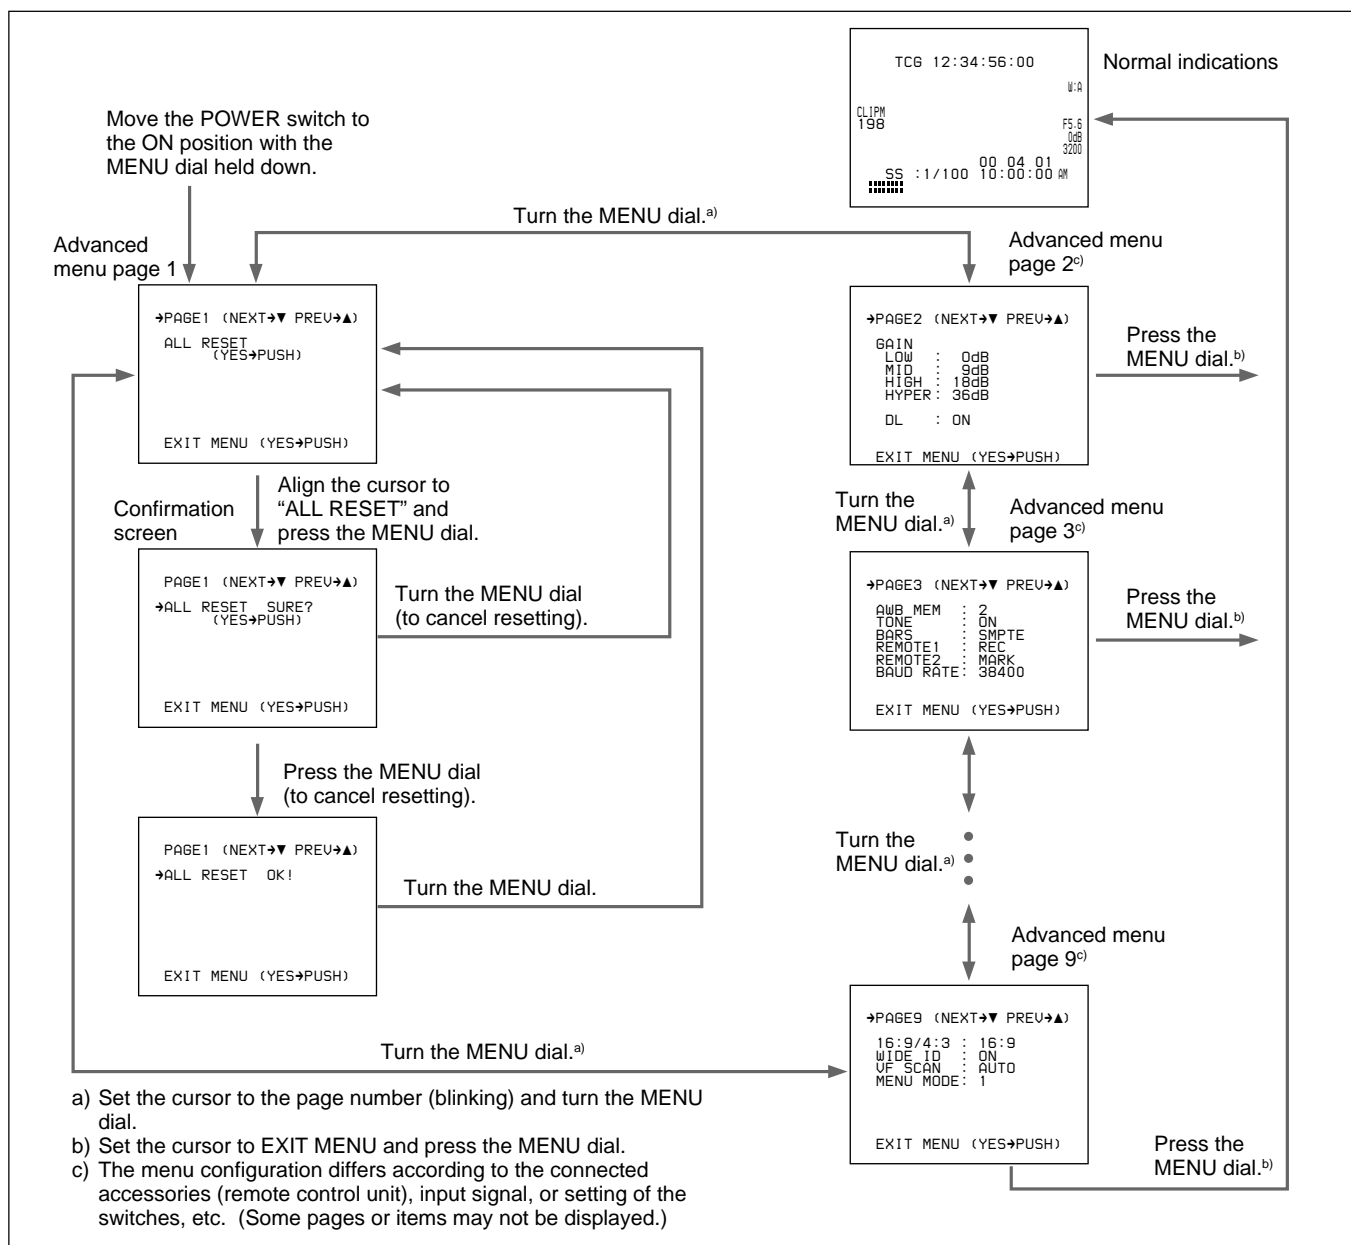 TCG 12:34:56:00
Normal indications
W:A
CLIPM
198
F5.6
0dB
3200
00 04 01
SS :1/100 10:00:00 AM
Move the POWER switch to
the ON position with the
MENU dial held down.
Turn the MENU dial.a)
Advanced
menu page 1
→PAGE1 (NEXT→▼ PREV→▲)
ALL RESET
(YES→PUSH)
EXIT MENU (YES→PUSH)
Advanced menu
page 2c)
→PAGE2 (NEXT→▼ PREV→▲)
GAIN
LOW : 0dB
MID : 9dB
HIGH : 18dB
HYPER: 36dB
DL : ON
EXIT MENU (YES→PUSH)
Press the
MENU dial.b)
Confirmation
screen
Align the cursor to
“ALL RESET” and
press the MENU dial.
PAGE1 (NEXT→▼ PREV→▲)
→ALL RESET SURE?
(YES→PUSH)
EXIT MENU (YES→PUSH)
Turn the MENU dial
(to cancel resetting).
Turn the
MENU dial.a)
Advanced menu
page 3c)
→PAGE3 (NEXT→▼ PREV→▲)
AWB MEM : 2
TONE : ON
BARS : SMPTE
REMOTE1 : REC
REMOTE2 : MARK
BAUD RATE: 38400
EXIT MENU (YES→PUSH)
Press the
MENU dial.b)
Press the MENU dial
(to cancel resetting).
PAGE1 (NEXT→▼ PREV→▲)
→ALL RESET OK!
EXIT MENU (YES→PUSH)
Turn the MENU dial.
Turn the
MENU dial.a)
Advanced menu
page 9c)
→PAGE9 (NEXT→▼ PREV→▲)
16:9/4:3 : 16:9
WIDE ID : ON
VF SCAN : AUTO
MENU MODE: 1
EXIT MENU (YES→PUSH)
Press the
MENU dial.b)
Turn the MENU dial.a)
a) Set the cursor to the page number (blinking) and turn the MENU
dial.
b) Set the cursor to EXIT MENU and press the MENU dial.
c) The menu configuration differs according to the connected
accessories (remote control unit), input signal, or setting of the
switches, etc. (Some pages or items may not be displayed.)